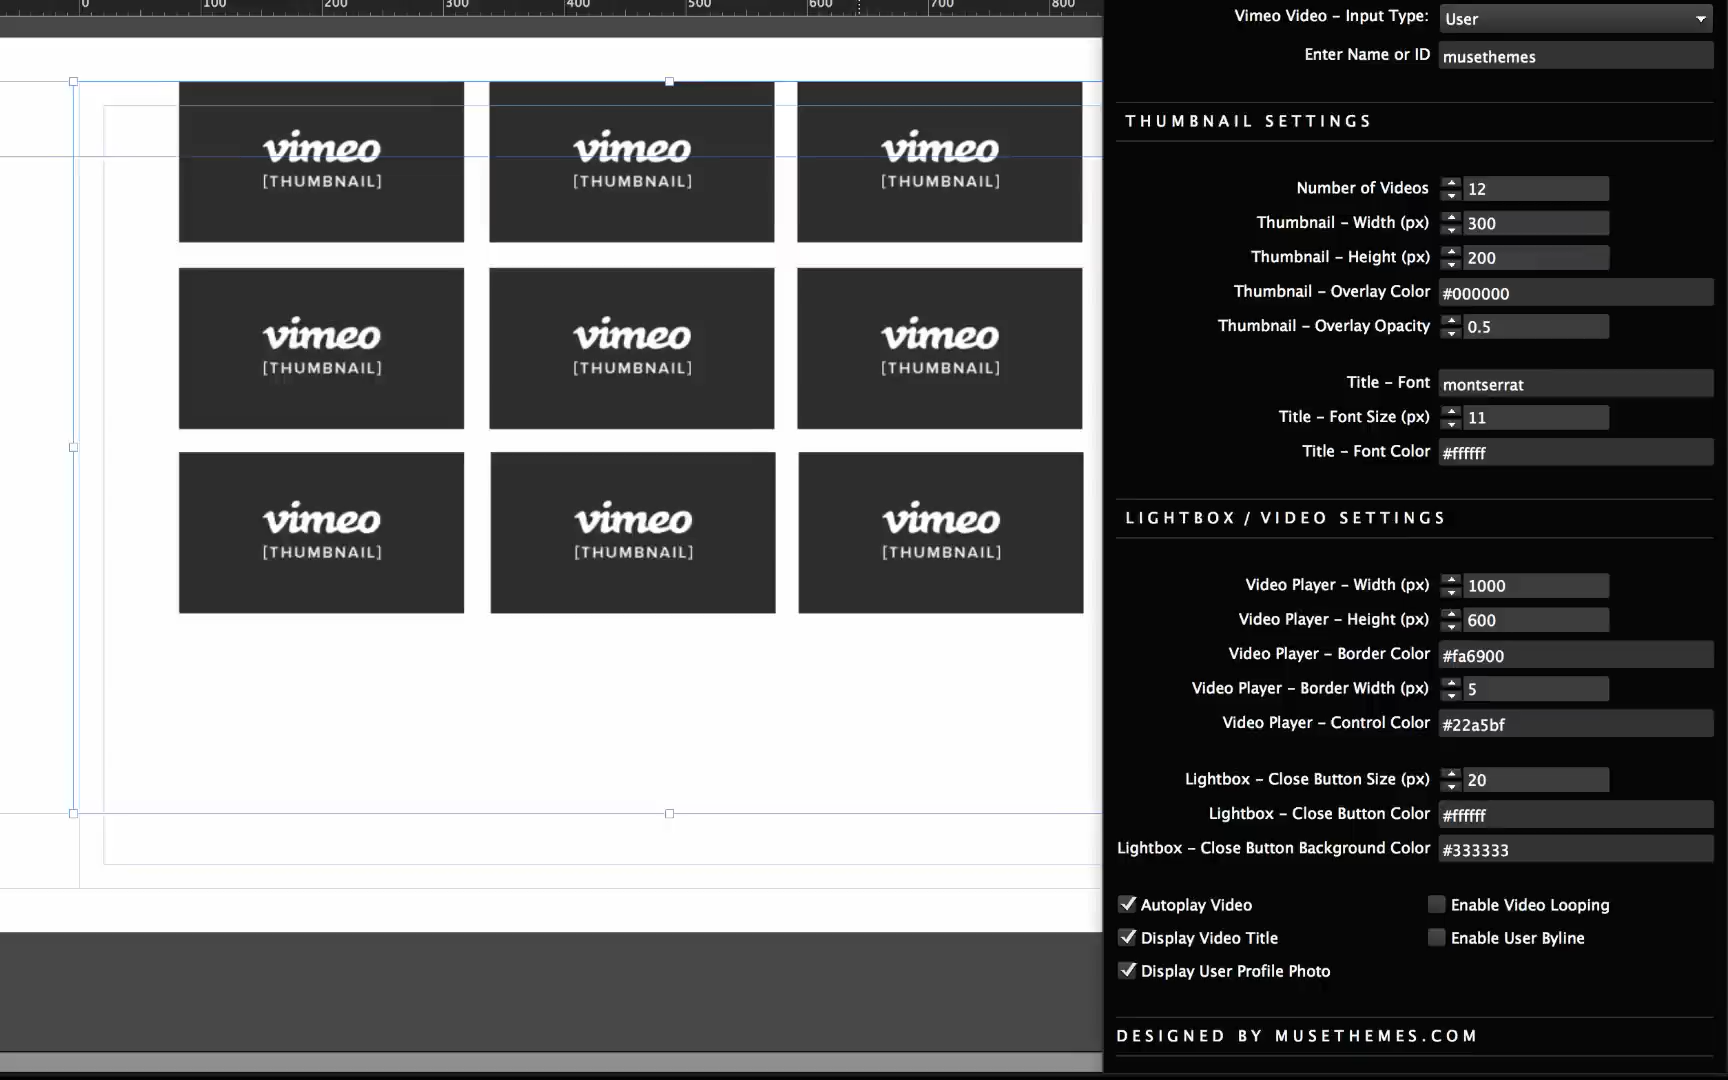 0 100 200 300 400 500 600 700 800
Vimeo Video – Input Type: User
Enter Name or ID musethemes
THUMBNAIL SETTINGS
Number of Videos 12
Thumbnail – Width (px) 300
Thumbnail – Height (px) 200
Thumbnail – Overlay Color #000000
Thumbnail – Overlay Opacity 0.5
Title – Font montserrat
Title – Font Size (px) 11
Title – Font Color #ffffff
LIGHTBOX / VIDEO SETTINGS
Video Player – Width (px) 1000
Video Player – Height (px) 600
Video Player – Border Color #fa6900
Video Player – Border Width (px) 5
Video Player – Control Color #22a5bf
Lightbox – Close Button Size (px) 20
Lightbox – Close Button Color #ffffff
Lightbox – Close Button Background Color #333333
Autoplay Video Enable Video Looping
Display Video Title Enable User Byline
Display User Profile Photo
DESIGNED BY MUSETHEMES.COM
vimeo vimeo vimeo
[THUMBNAIL] [THUMBNAIL] [THUMBNAIL]
vimeo vimeo vimeo
[THUMBNAIL] [THUMBNAIL] [THUMBNAIL]
vimeo vimeo vimeo
[THUMBNAIL] [THUMBNAIL] [THUMBNAIL]